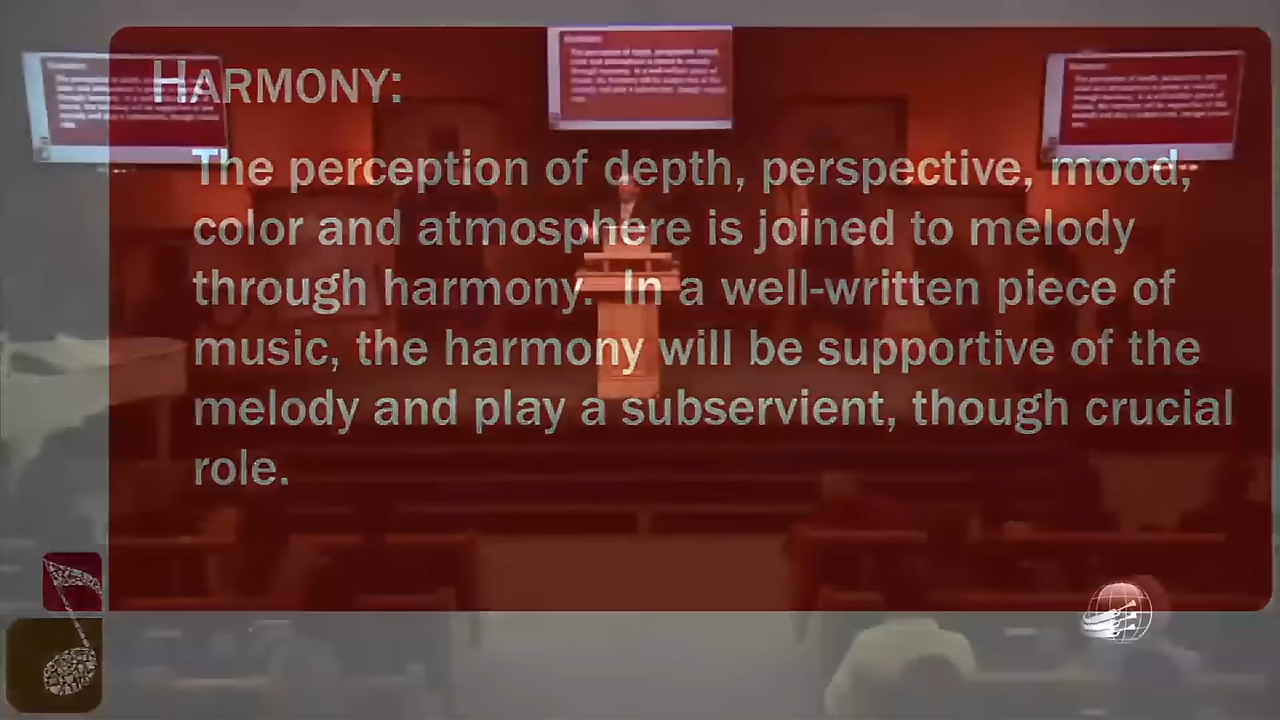 HARMONY:
The perception of depth, perspective, mood,
color and atmosphere is joined to melody
through harmony. In a well-written piece of
music, the harmony will be supportive of the
melody and play a subservient, though crucial
role.